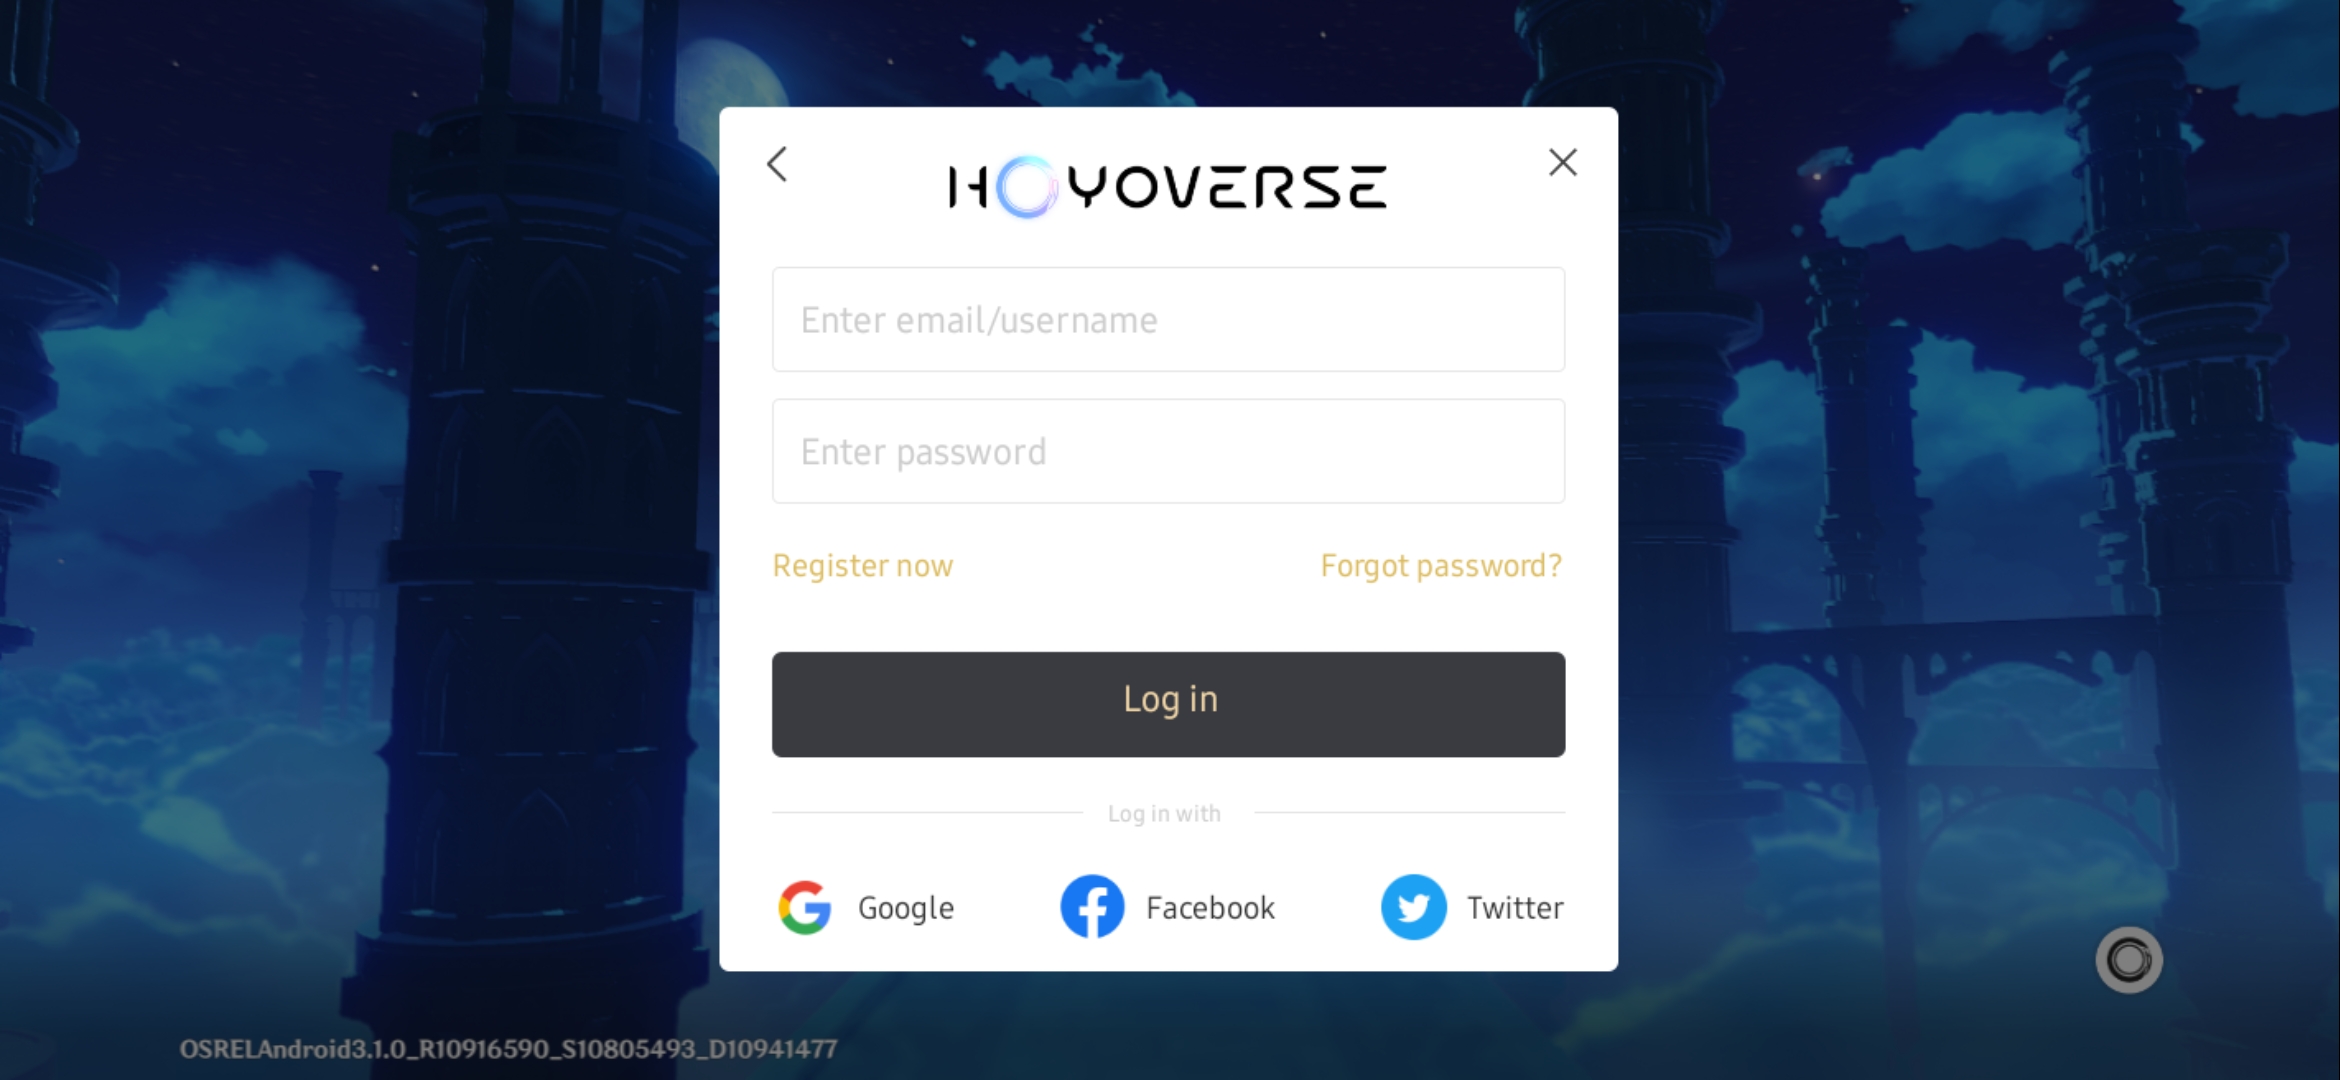 HOYOVERSE
Enter email/username
Enter password
Register now
Forgot password?
Log in
Log in with
Google
Facebook
Twitter
OSRELAndroid3.1.0_R10916590_S10805493_D10941477